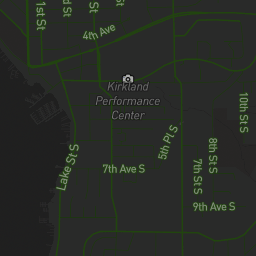 1st S
d St
St S
4th Ave
Kirkland
Performance
Center
10th St S
5th Pl S
8th St S
Lake St S
7th Ave S
7th St S
9th Ave S